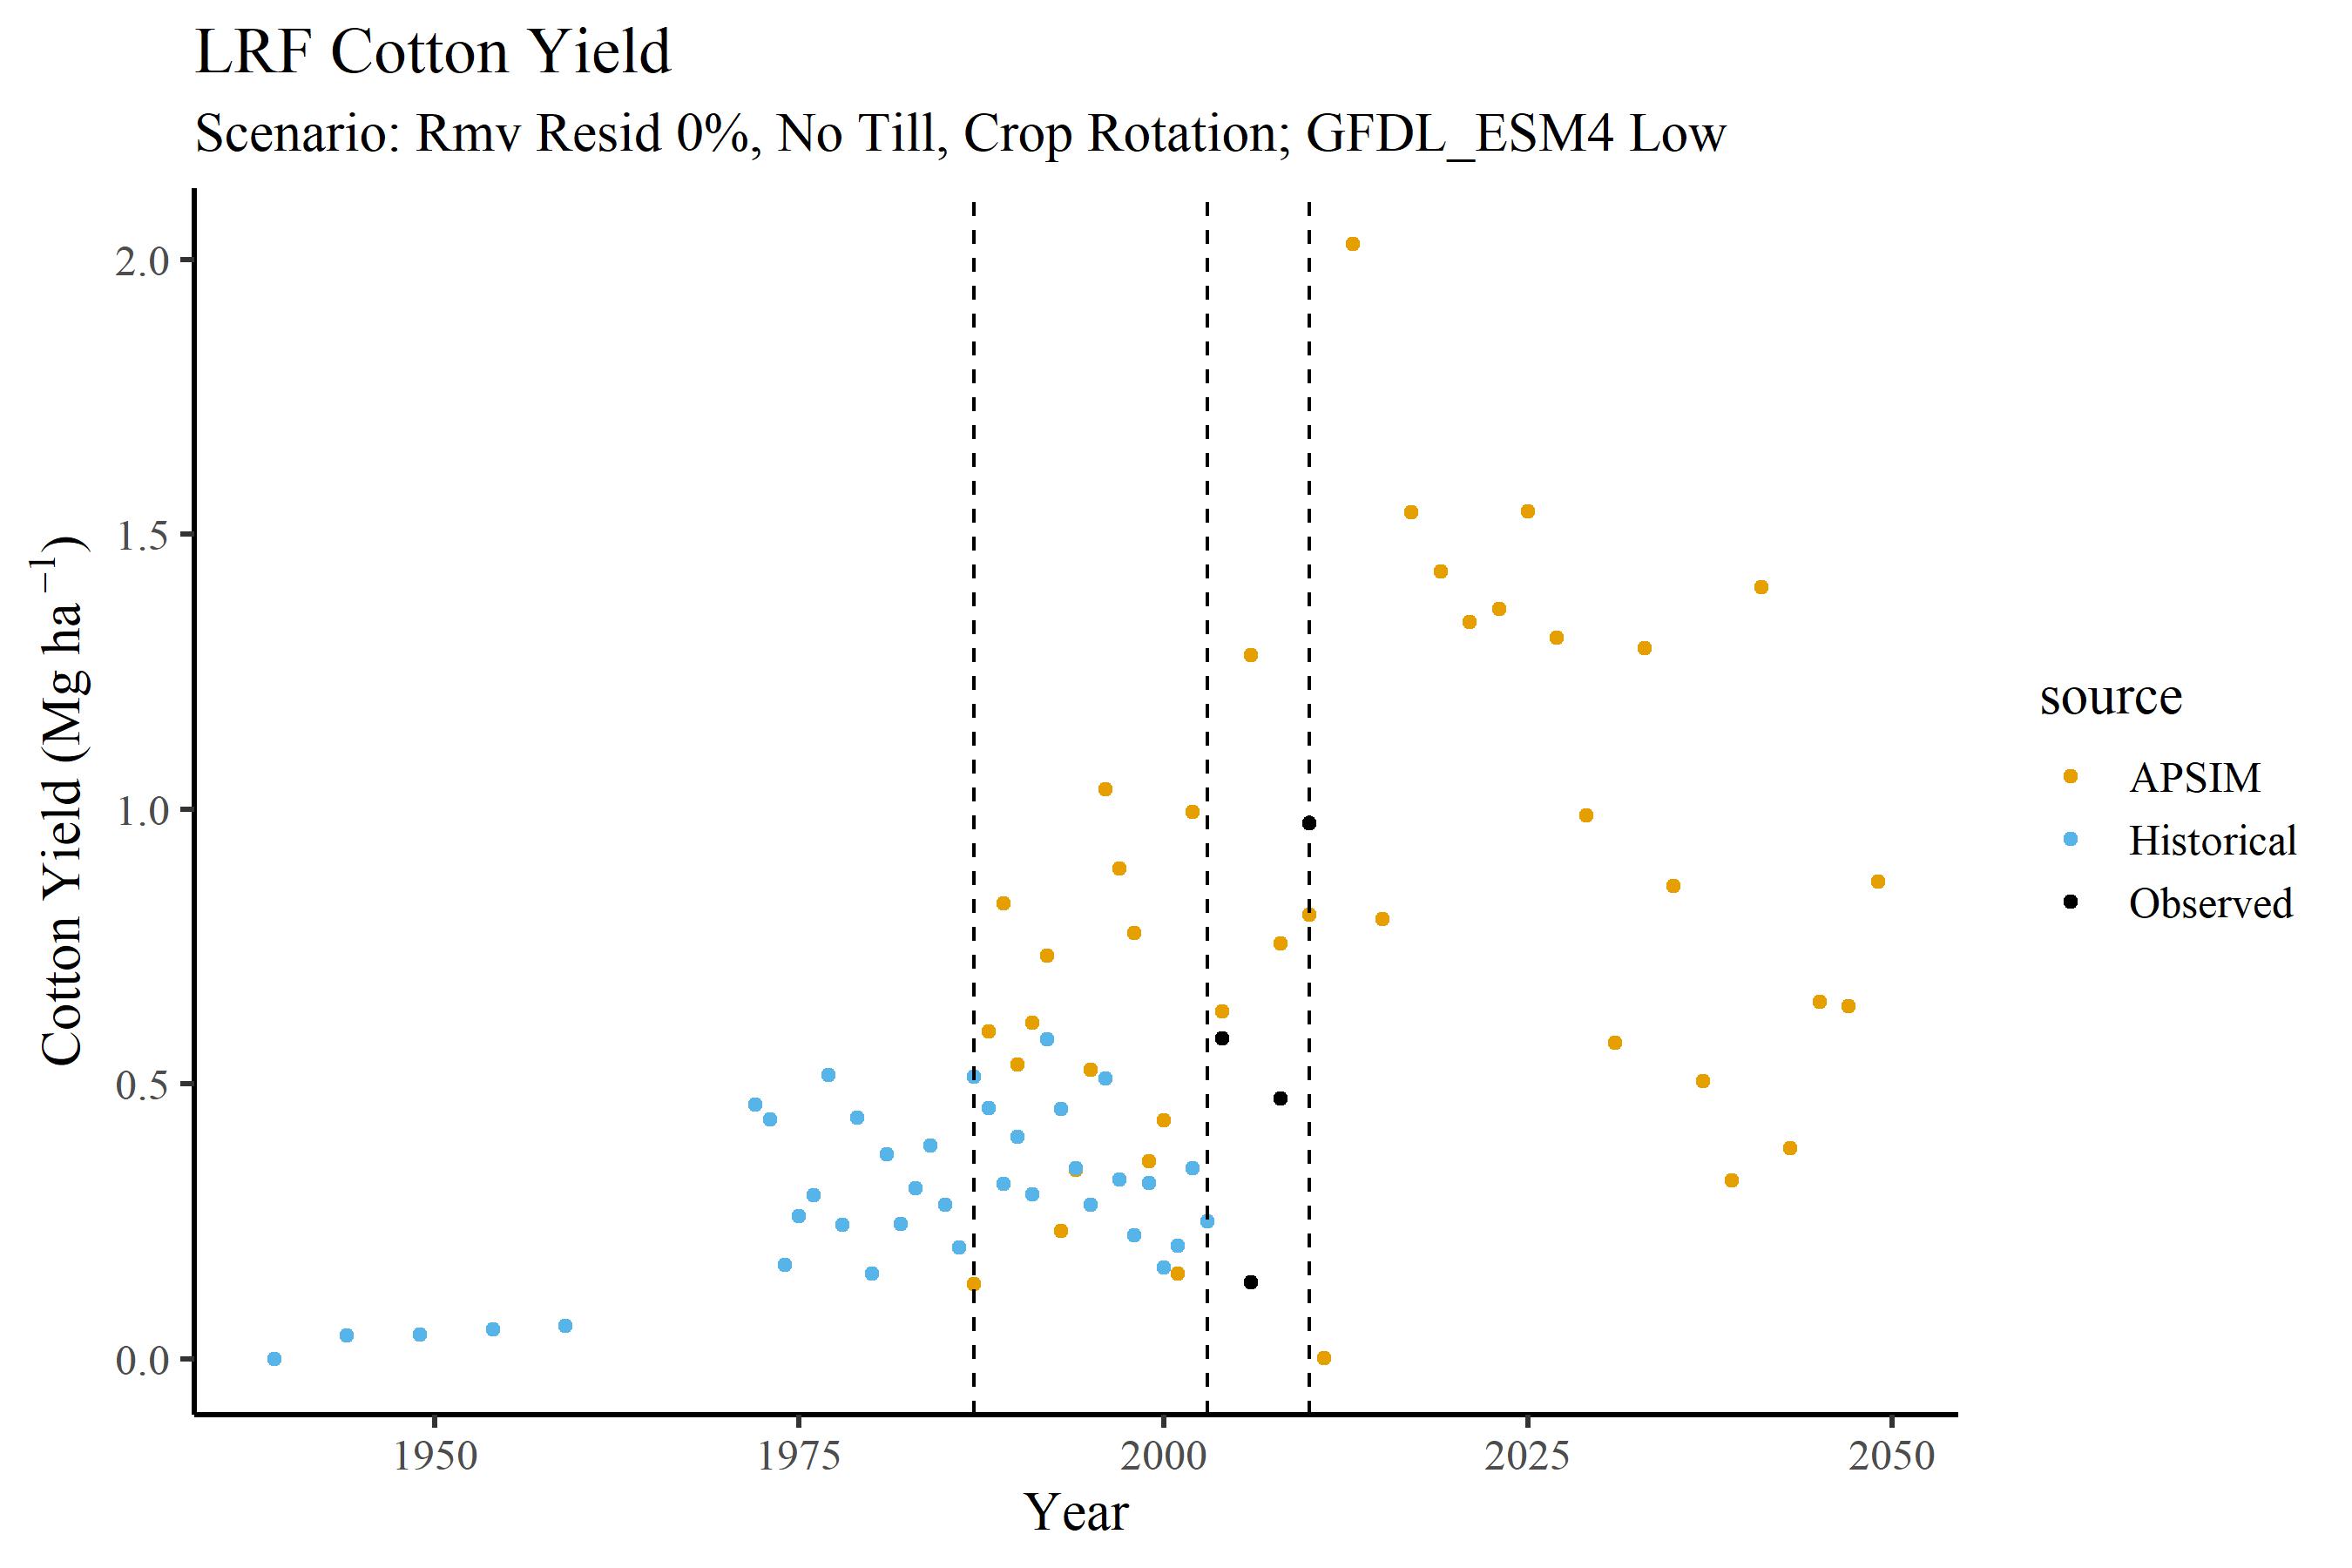 LRF Cotton Yield
Scenario: Rmv Resid 0%, No Till, Crop Rotation; GFDL_ESM4 Low
Cotton Yield (Mg ha⁻¹)
2.0
1.5
1.0
0.5
0.0
1950 1975 2000 2025 2050
Year
source
APSIM
Historical
Observed